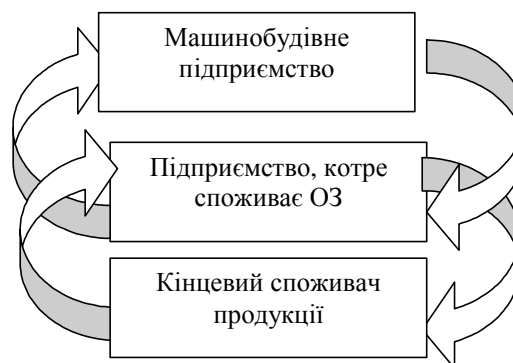 Машинобудівне
підприємство
Підприємство, котре
споживає ОЗ
Кінцевий споживач
продукції